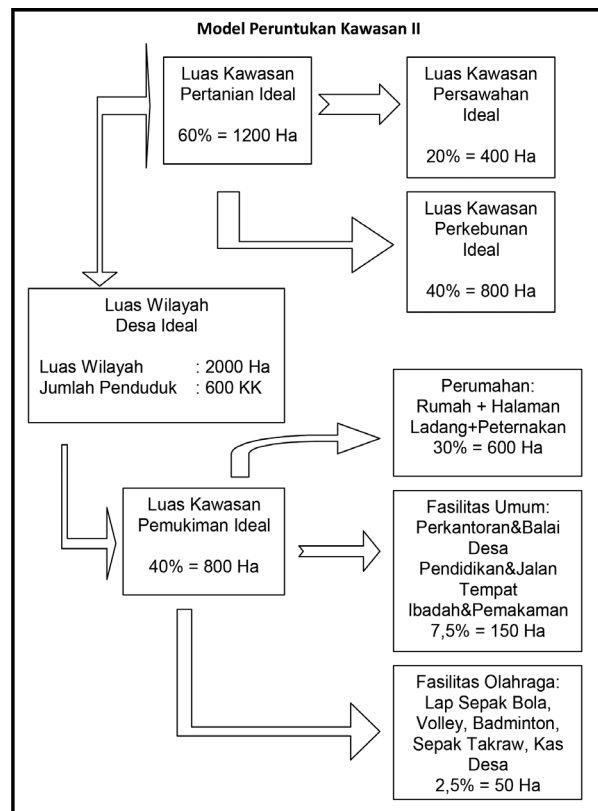 Model Peruntukan Kawasan II
Luas Kawasan
Pertanian Ideal
60% = 1200 Ha
Luas Kawasan
Persawahan
Ideal
20% = 400 Ha
Luas Kawasan
Perkebunan
Ideal
40% = 800 Ha
Luas Wilayah
Desa Ideal
Luas Wilayah : 2000 Ha
Jumlah Penduduk : 600 KK
Perumahan:
Rumah + Halaman
Ladang+Peternakan
30% = 600 Ha
Luas Kawasan
Pemukiman Ideal
40% = 800 Ha
Fasilitas Umum:
Perkantoran&Balai
Desa
Pendidikan&Jalan
Tempat
Ibadah&Pemakaman
7,5% = 150 Ha
Fasilitas Olahraga:
Lap Sepak Bola,
Volley, Badminton,
Sepak Takraw, Kas
Desa
2,5% = 50 Ha